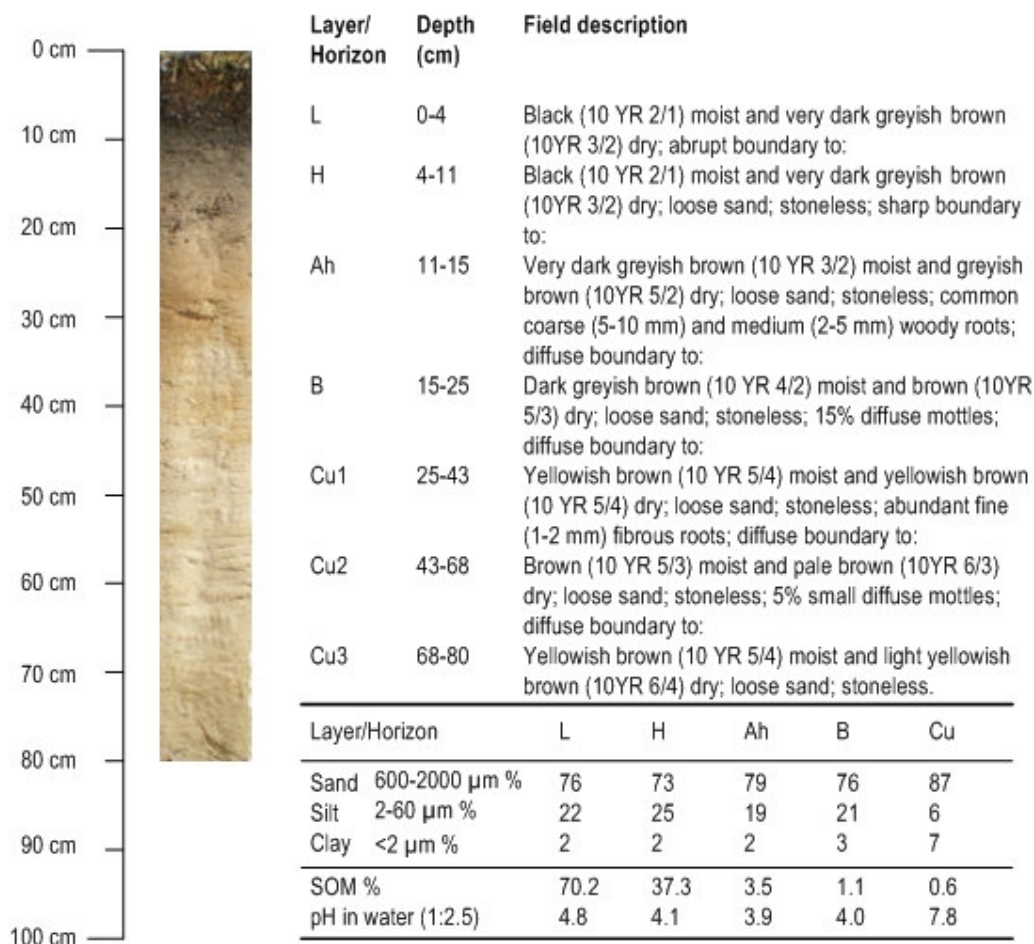 0 cm
10 cm
20 cm
30 cm
40 cm
50 cm
60 cm
70 cm
80 cm
90 cm
100 cm
Layer/ Horizon Depth (cm) Field description
L 0-4 Black (10 YR 2/1) moist and very dark greyish brown
(10YR 3/2) dry; abrupt boundary to:
H 4-11 Black (10 YR 2/1) moist and very dark greyish brown
(10YR 3/2) dry; loose sand; stoneless; sharp boundary
to:
Ah 11-15 Very dark greyish brown (10 YR 3/2) moist and greyish
brown (10YR 5/2) dry; loose sand; stoneless; common
coarse (5-10 mm) and medium (2-5 mm) woody roots;
diffuse boundary to:
B 15-25 Dark greyish brown (10 YR 4/2) moist and brown (10YR
5/3) dry; loose sand; stoneless; 15% diffuse mottles;
diffuse boundary to:
Cu1 25-43 Yellowish brown (10 YR 5/4) moist and yellowish brown
(10 YR 5/4) dry; loose sand; stoneless; abundant fine
(1-2 mm) fibrous roots; diffuse boundary to:
Cu2 43-68 Brown (10 YR 5/3) moist and pale brown (10YR 6/3)
dry; loose sand; stoneless; 5% small diffuse mottles;
diffuse boundary to:
Cu3 68-80 Yellowish brown (10 YR 5/4) moist and light yellowish
brown (10YR 6/4) dry; loose sand; stoneless.
Layer/Horizon L H Ah B Cu
Sand 600-2000 µm % 76 73 79 76 87
Silt 2-60 µm % 22 25 19 21 6
Clay <2 µm % 2 2 2 3 7
SOM % 70.2 37.3 3.5 1.1 0.6
pH in water (1:2.5) 4.8 4.1 3.9 4.0 7.8